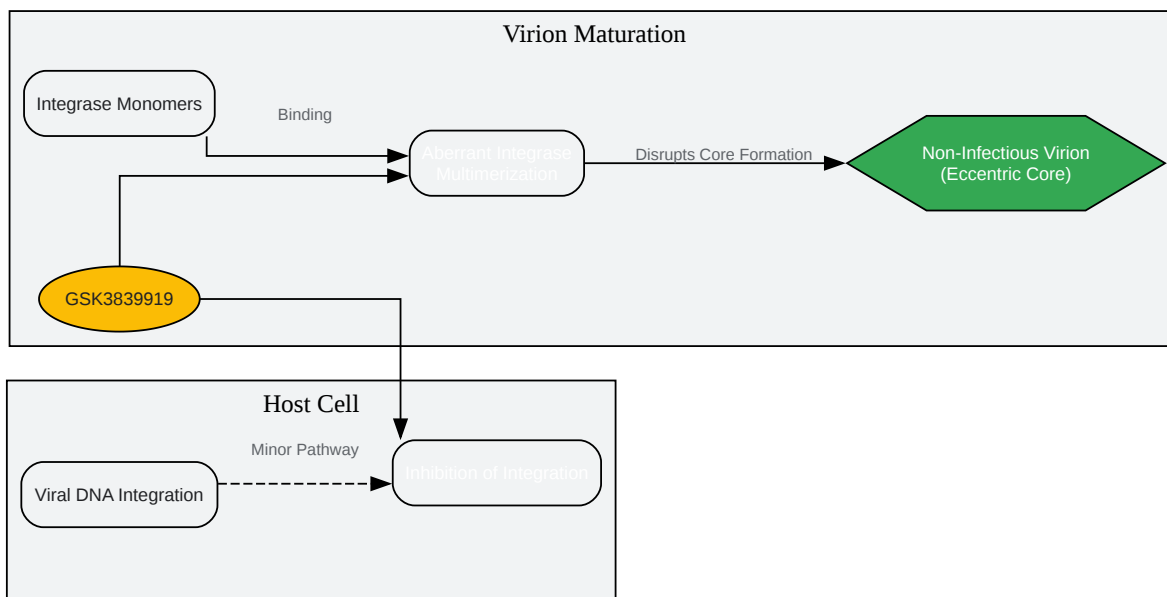 Virion Maturation
Integrase Monomers
Binding
Aberrant Integrase
Multimerization
Disrupts Core Formation
Non-Infectious Virion
(Eccentric Core)
GSK3839919
Host Cell
Minor Pathway
Viral DNA Integration
Inhibition of Integration